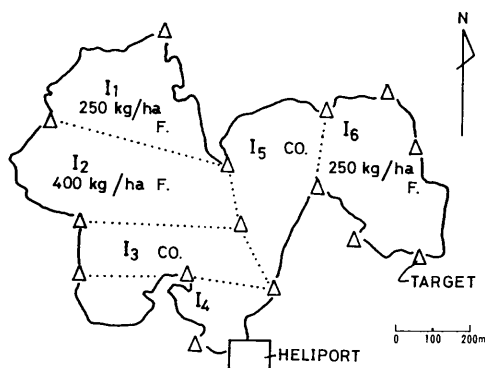 N
I1
250 kg/ha
F.
I2
400 kg/ha F.
I3 CO.
I4
I5 CO.
I6
250 kg/ha
F.
TARGET
HELIPORT
0 100 200m